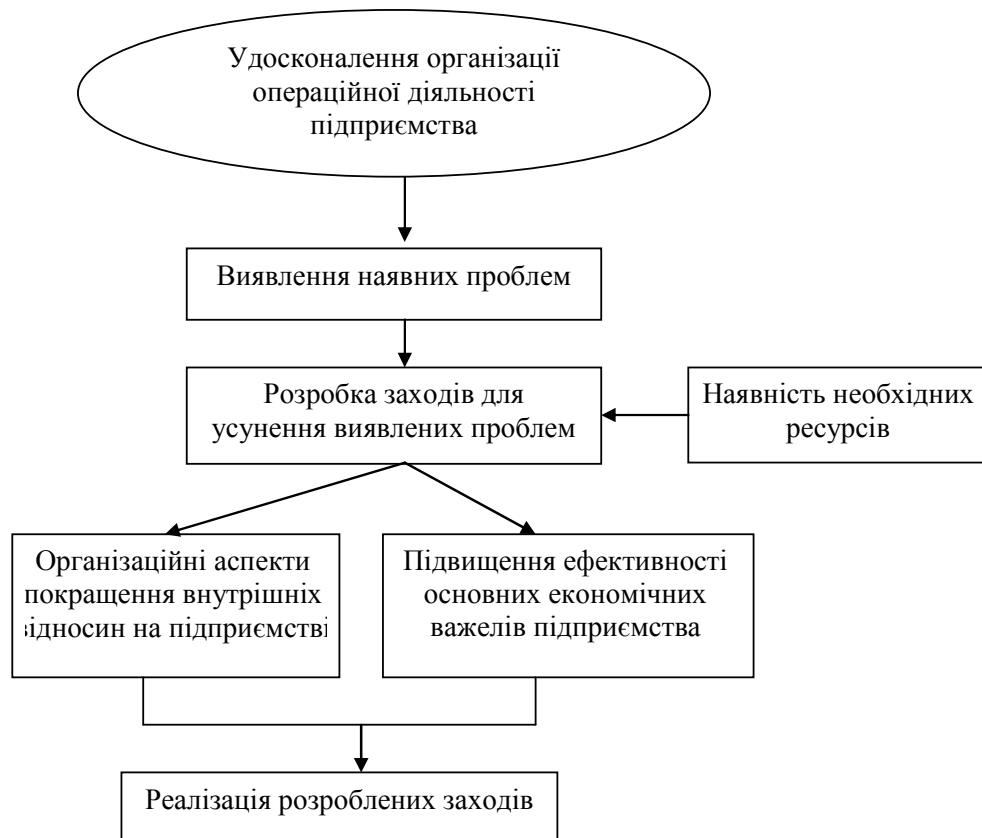 Удосконалення організації
операційної діяльності
підприємства
Виявлення наявних проблем
Розробка заходів для
усунення виявлених проблем
Наявність необхідних
ресурсів
Організаційні аспекти
покращення внутрішніх
відносин на підприємстві
Підвищення ефективності
основних економічних
важелів підприємства
Реалізація розроблених заходів